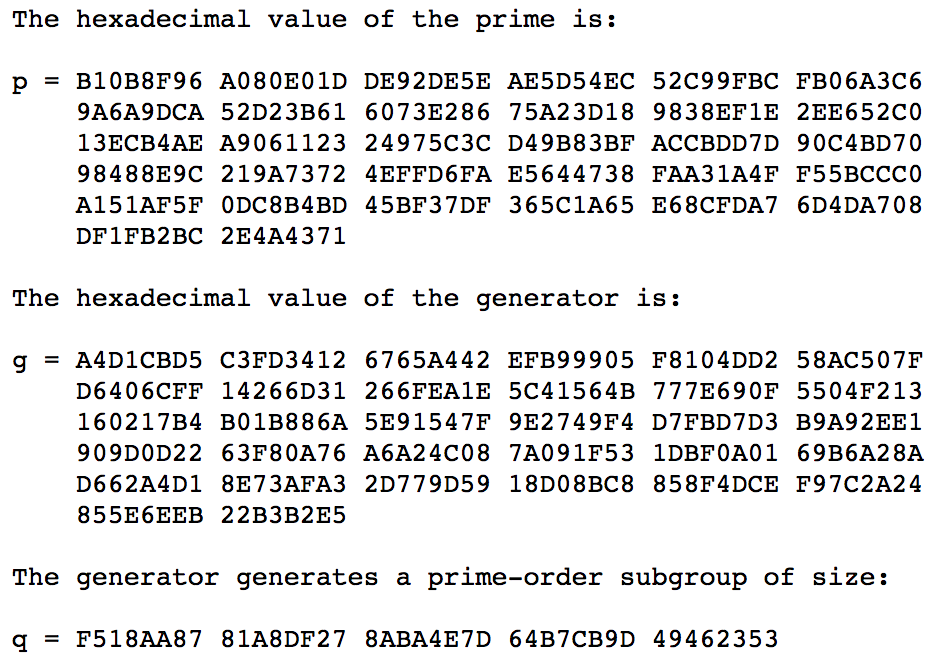 The hexadecimal value of the prime is:
p = B10B8F96 A080E01D DE92DE5E AE5D54EC 52C99FBC FB06A3C6
9A6A9DCA 52D23B61 6073E286 75A23D18 9838EF1E 2EE652C0
13ECB4AE A9061123 24975C3C D49B83BF ACCBDD7D 90C4BD70
98488E9C 219A7372 4EFFD6FA E5644738 FAA31A4F F55BCCC0
A151AF5F 0DC8B4BD 45BF37DF 365C1A65 E68CFDA7 6D4DA708
DF1FB2BC 2E4A4371
The hexadecimal value of the generator is:
g = A4D1CBD5 C3FD3412 6765A442 EFB99905 F8104DD2 58AC507F
D6406CFF 14266D31 266FEA1E 5C41564B 777E690F 5504F213
160217B4 B01B886A 5E91547F 9E2749F4 D7FBD7D3 B9A92EE1
909D0D22 63F80A76 A6A24C08 7A091F53 1DBF0A01 69B6A28A
D662A4D1 8E73AFA3 2D779D59 18D08BC8 858F4DCE F97C2A24
855E6EEB 22B3B2E5
The generator generates a prime-order subgroup of size:
q = F518AA87 81A8DF27 8ABA4E7D 64B7CB9D 49462353